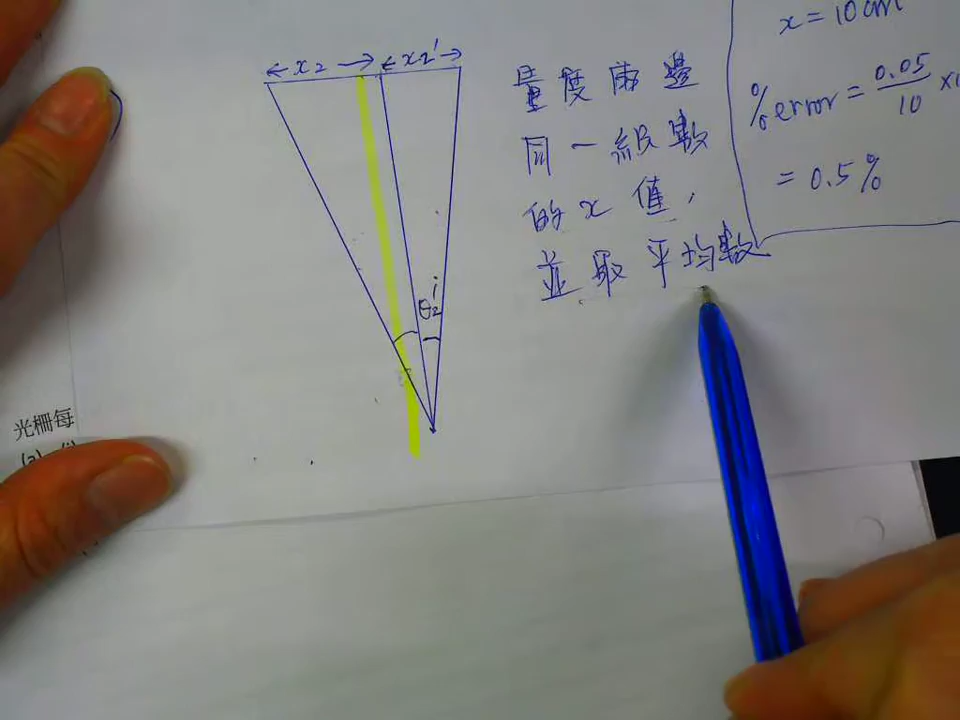 x₂
x₂'
θ₂'
量度兩邊
同一級數
的 x 值,
並取平均數
x = 10 cm
% error = 0.05/10 ×1
= 0.5%
光柵每